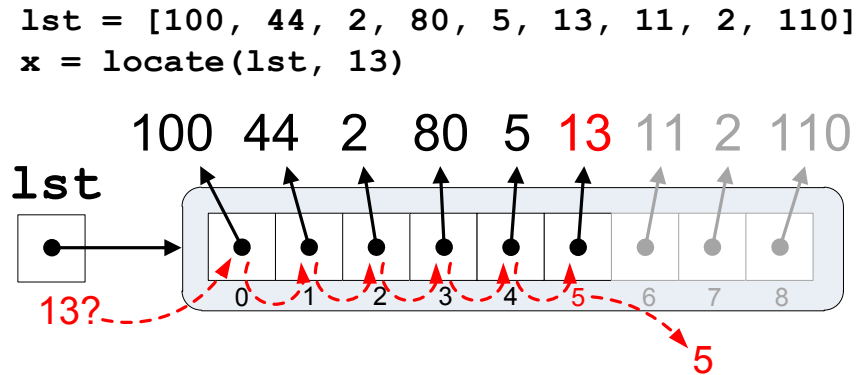 lst = [100, 44, 2, 80, 5, 13, 11, 2, 110]
x = locate(lst, 13)
100 44 2 80 5 13 11 2 110
lst
13?
0 1 2 3 4 5 6 7 8
5